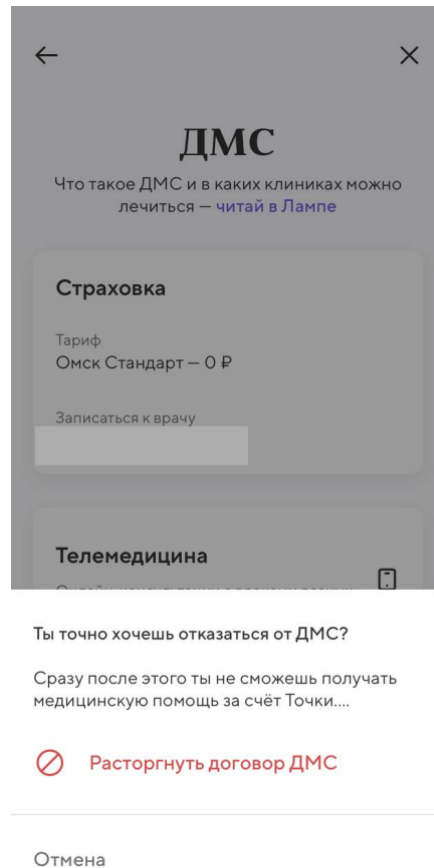 ДМС
Что такое ДМС и в каких клиниках можно
лечиться — читай в Лампе
Страховка
Тариф
Омск Стандарт — 0 ₽
Записаться к врачу
Телемедицина
Ты точно хочешь отказаться от ДМС?
Сразу после этого ты не сможешь получать
медицинскую помощь за счёт Точки....
Расторгнуть договор ДМС
Отмена